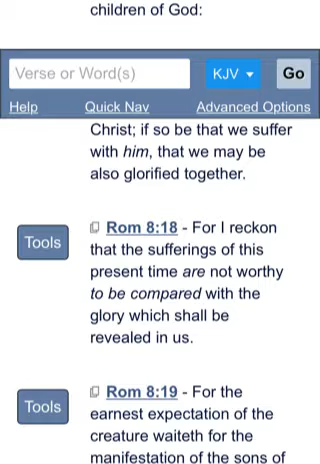 children of God:
Verse or Word(s)
KJV
Go
Help
Quick Nav
Advanced Options
Christ; if so be that we suffer
with him, that we may be
also glorified together.
Tools
Rom 8:18 - For I reckon
that the sufferings of this
present time are not worthy
to be compared with the
glory which shall be
revealed in us.
Tools
Rom 8:19 - For the
earnest expectation of the
creature waiteth for the
manifestation of the sons of